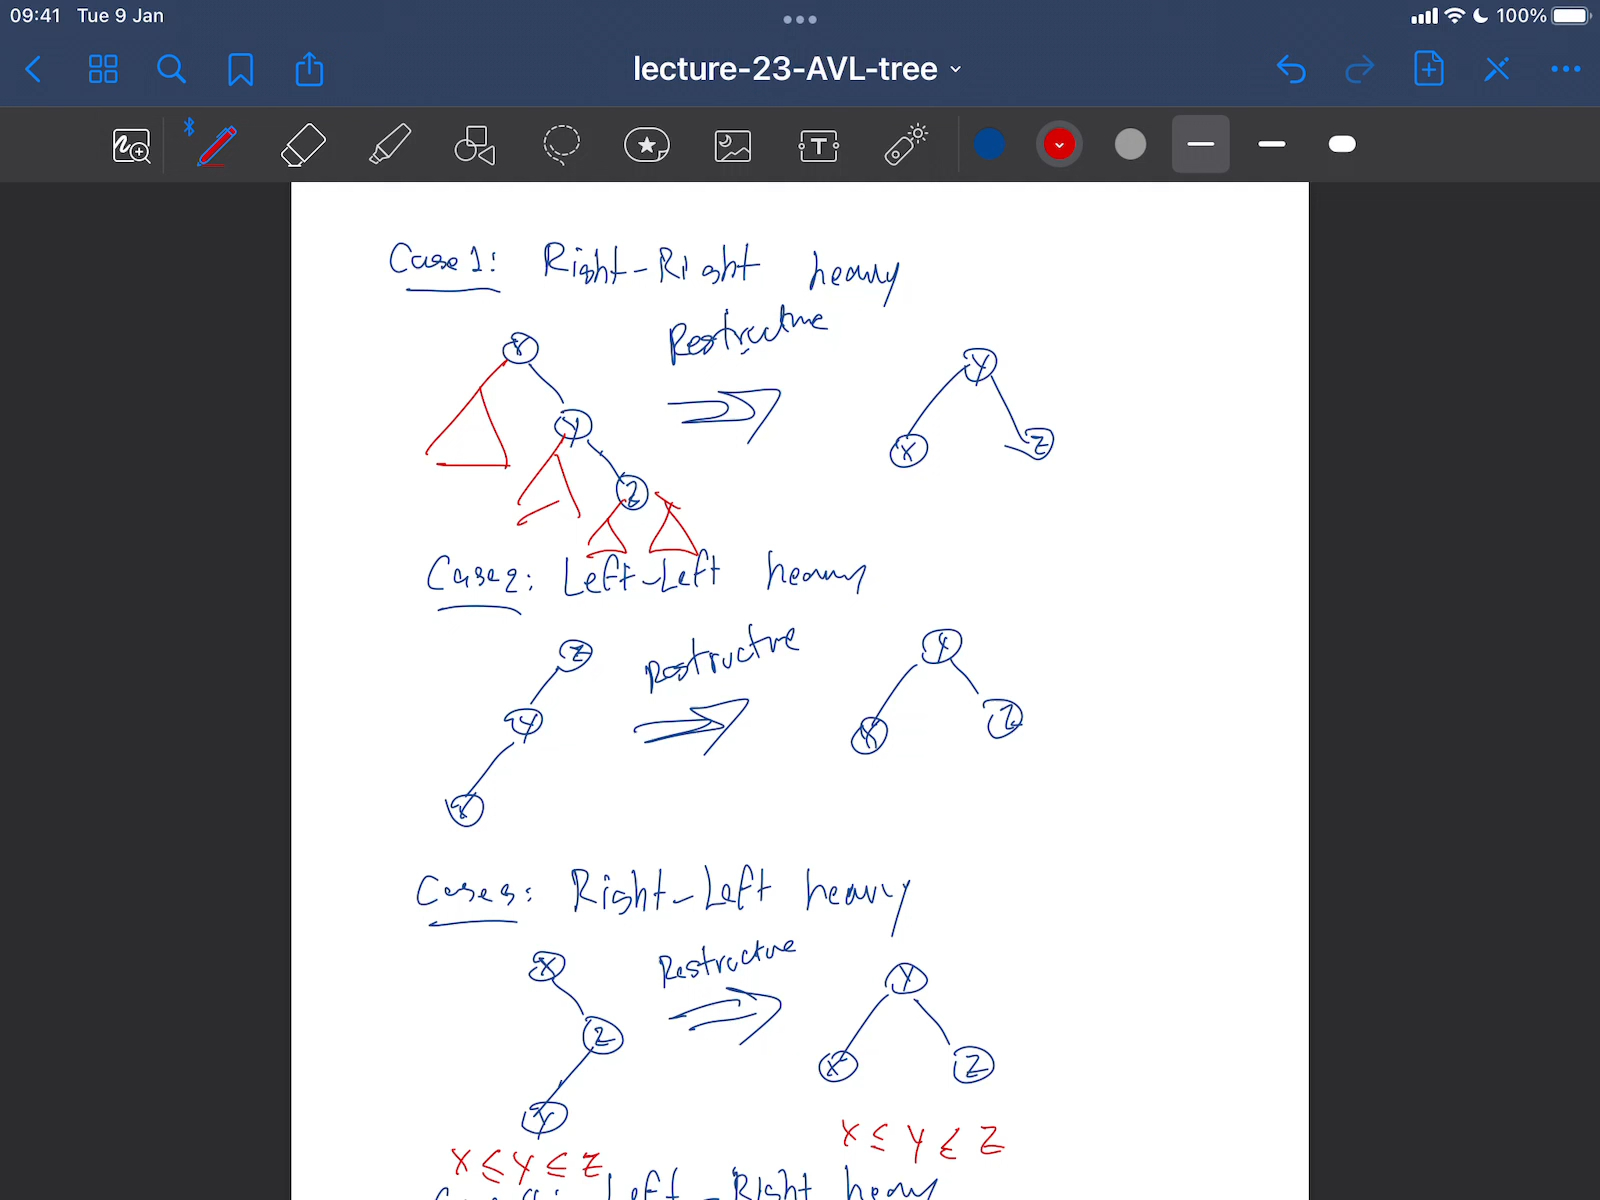 09:41 Tue 9 Jan 100%
lecture-23-AVL-tree
T
Case 1: Right-Right heavy
Restructure
X
Y
Y
X
Z
Z
Case 2: Left-Left heavy
Restructure
Z
Y
Y
X
Z
X
Case 3: Right-Left heavy
Restructure
X
Y
Z
X
Z
Y
X ≤ Y ≤ Z
X ≤ Y ≤ Z
Left-Right heavy